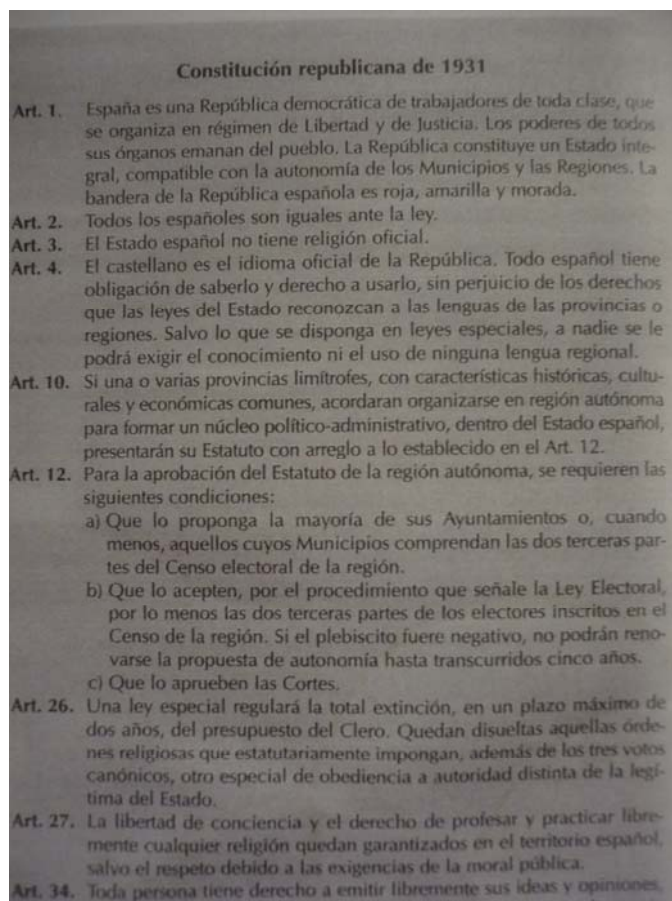 Constitución republicana de 1931
Art. 1. España es una República democrática de trabajadores de toda clase, que
se organiza en régimen de Libertad y de Justicia. Los poderes de todos
sus órganos emanan del pueblo. La República constituye un Estado inte-
gral, compatible con la autonomía de los Municipios y las Regiones. La
bandera de la República española es roja, amarilla y morada.
Art. 2. Todos los españoles son iguales ante la ley.
Art. 3. El Estado español no tiene religión oficial.
Art. 4. El castellano es el idioma oficial de la República. Todo español tiene
obligación de saberlo y derecho a usarlo, sin perjuicio de los derechos
que las leyes del Estado reconozcan a las lenguas de las provincias o
regiones. Salvo lo que se disponga en leyes especiales, a nadie se le
podrá exigir el conocimiento ni el uso de ninguna lengua regional.
Art. 10. Si una o varias provincias limítrofes, con características históricas, cultu-
rales y económicas comunes, acordaran organizarse en región autónoma
para formar un núcleo político-administrativo, dentro del Estado español,
presentarán su Estatuto con arreglo a lo establecido en el Art. 12.
Art. 12. Para la aprobación del Estatuto de la región autónoma, se requieren las
siguientes condiciones:
a) Que lo proponga la mayoría de sus Ayuntamientos o, cuando
menos, aquellos cuyos Municipios comprendan las dos terceras par-
tes del Censo electoral de la región.
b) Que lo acepten, por el procedimiento que señale la Ley Electoral,
por lo menos las dos terceras partes de los electores inscritos en el
Censo de la región. Si el plebiscito fuere negativo, no podrán reno-
varse la propuesta de autonomía hasta transcurridos cinco años.
c) Que lo aprueben las Cortes.
Art. 26. Una ley especial regulará la total extinción, en un plazo máximo de
dos años, del presupuesto del Clero. Quedan disueltas aquellas órde-
nes religiosas que estatutariamente impongan, además de los tres votos
canónicos, otro especial de obediencia a autoridad distinta de la legí-
tima del Estado.
Art. 27. La libertad de conciencia y el derecho de profesar y practicar libre-
mente cualquier religión quedan garantizados en el territorio español,
salvo el respeto debido a las exigencias de la moral pública.
Art. 34. Toda persona tiene derecho a emitir libremente sus ideas y opiniones,